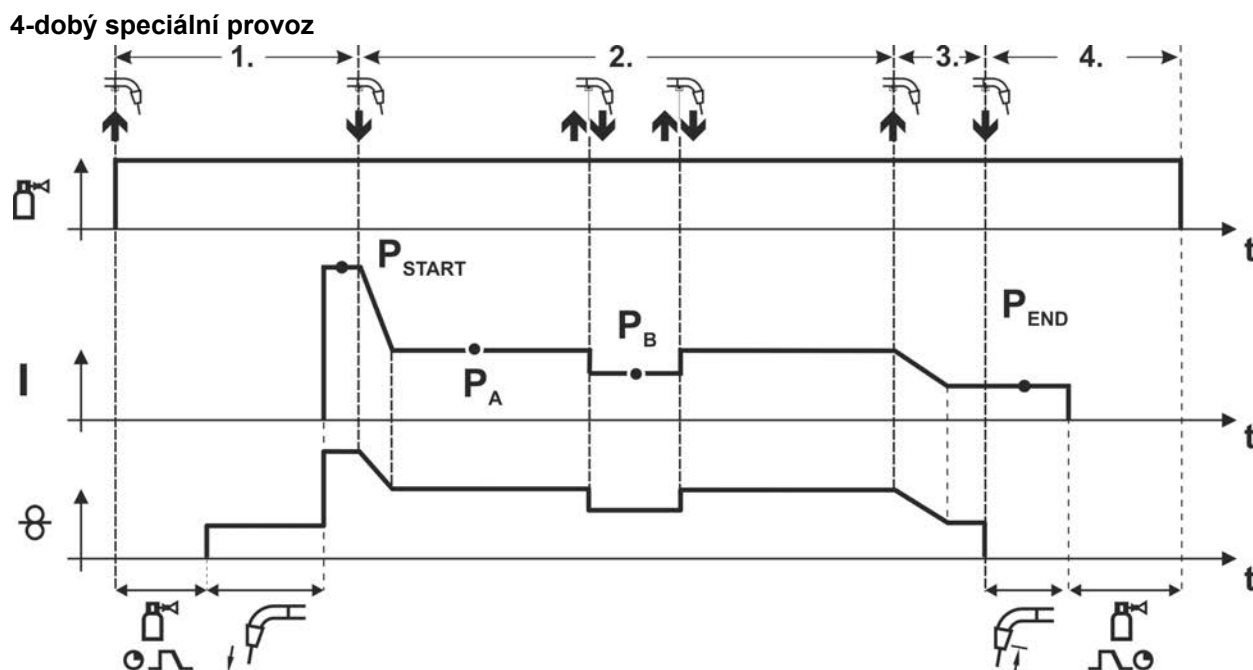 4-dobý speciální provoz
1. 2. 3. 4.
t
P START
P END
P B
P A
I
t
t